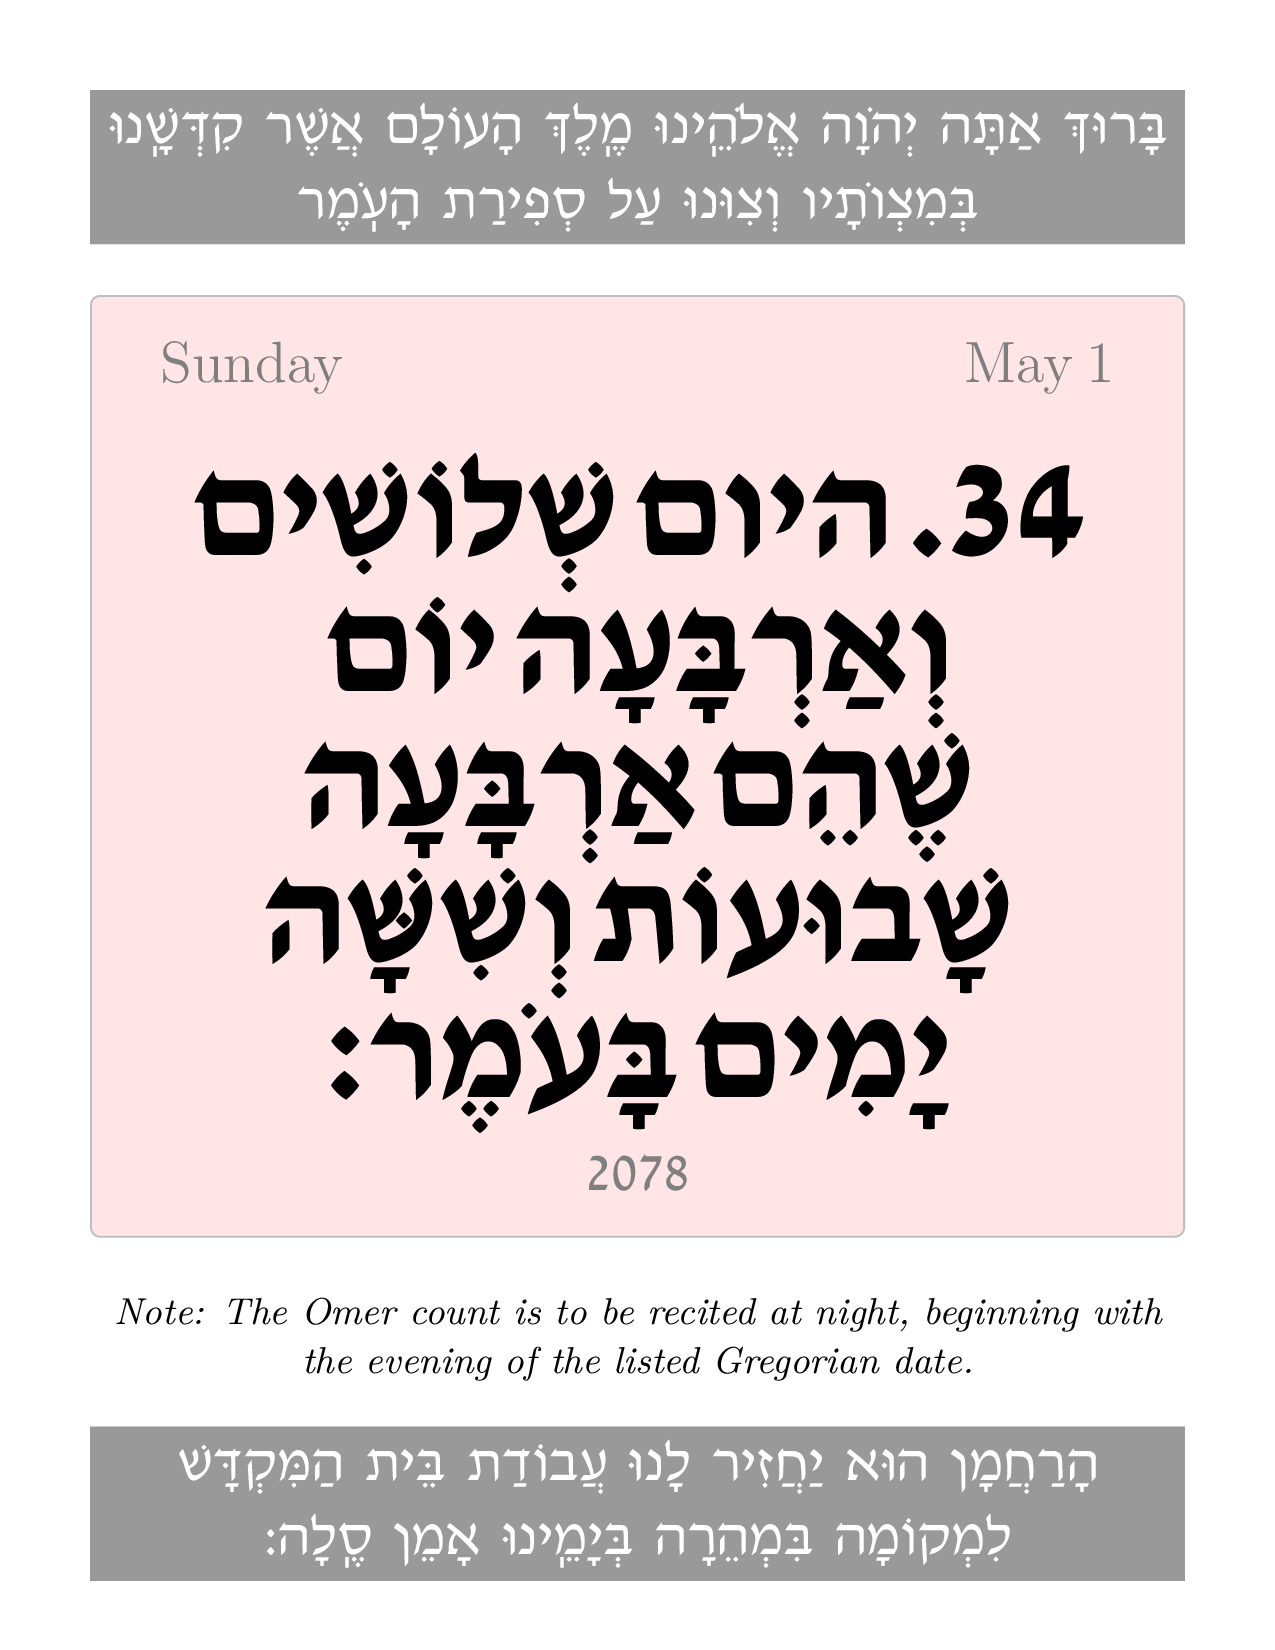 בָּרוּךְ אַתָּה יְהֹוָה אֱלֹהֵֽינוּ מֶֽלֶךְ הָעוֹלָם אֲשֶׁר קִדְּשָֽׁנוּ
בְּמִצְוֹתָיו וְצִוּנוּ עַל סְפִירַת הָעֹֽמֶר
Sunday May 1
34. היום שְׁלוֹשִׁים
וְאַרְבָּעָה יוֹם
שֶׁהֵם אַרְבָּעָה
שָׁבוּעוֹת וְשִׁשָּׁה
יָמִים בָּעֹמֶר:
2078
Note: The Omer count is to be recited at night, beginning with
the evening of the listed Gregorian date.
הָרַחֲמָן הוּא יַחֲזִיר לָנוּ עֲבוֹדַת בֵּית הַמִּקְדָּשׁ
לִמְקוֹמָה בִּמְהֵרָה בְּיָמֵֽינוּ אָמֵן סֶֽלָה: